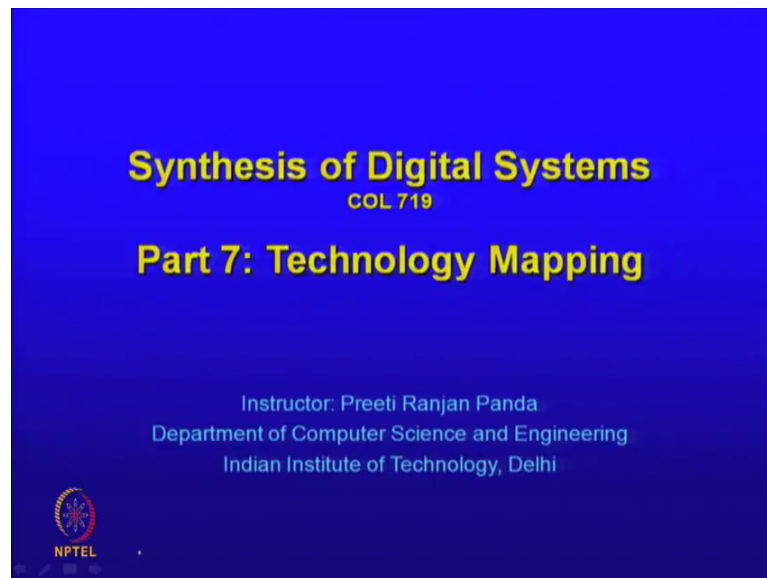 Synthesis of Digital Systems
COL 719
Part 7: Technology Mapping
Instructor: Preeti Ranjan Panda
Department of Computer Science and Engineering
Indian Institute of Technology, Delhi
NPTEL